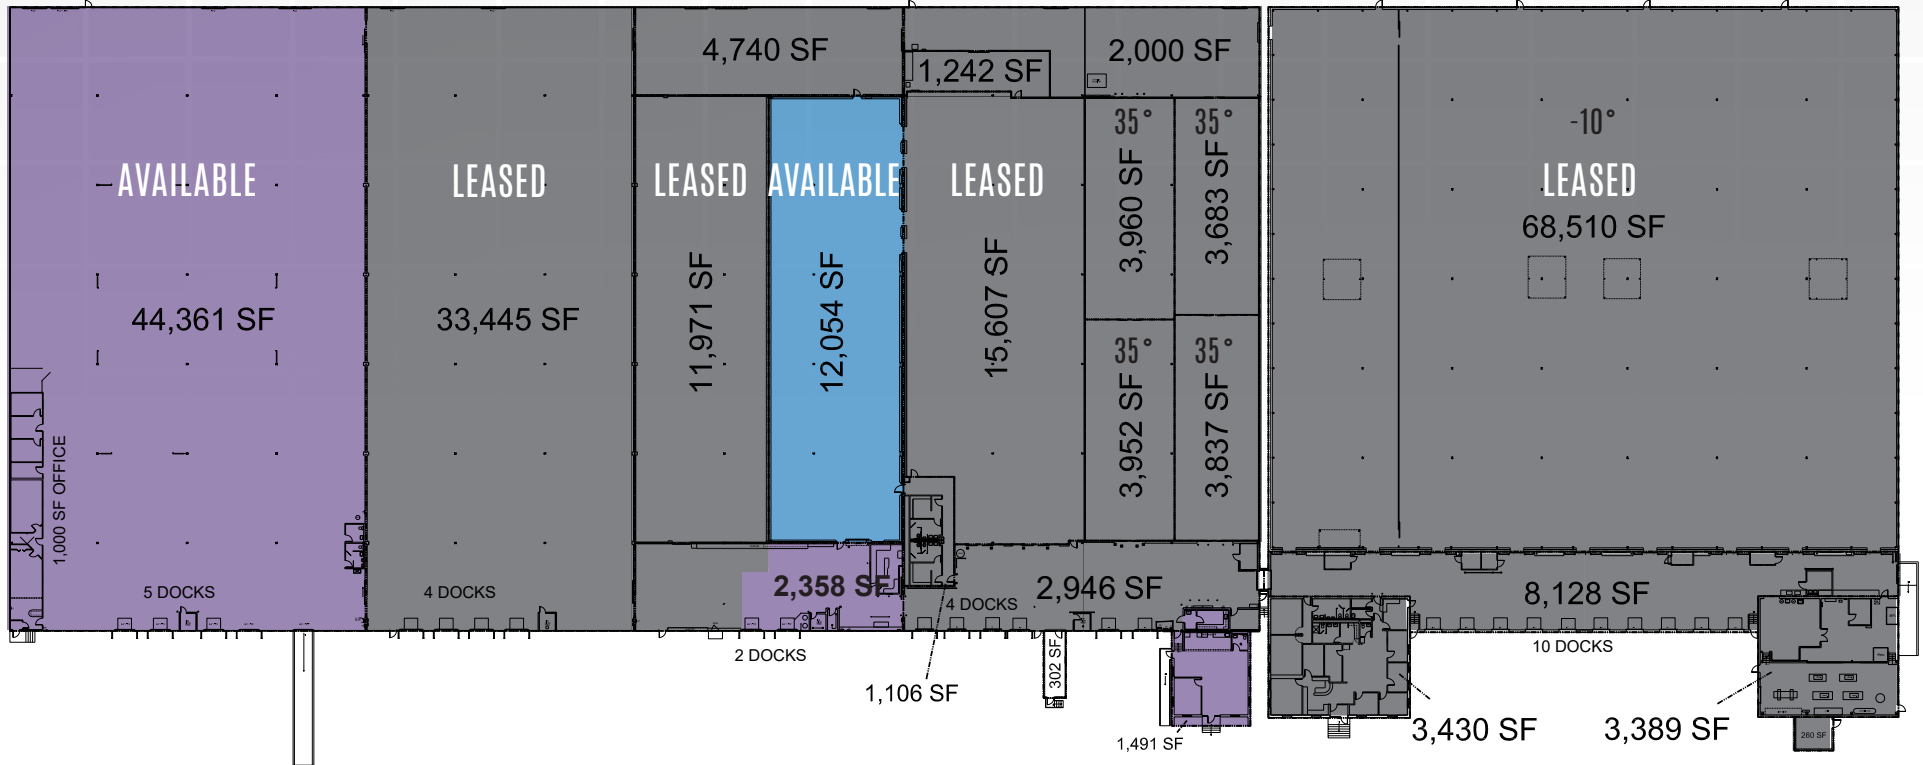 4,740 SF
2,000 SF
1,242 SF
35°
35°
-10°
AVAILABLE
LEASED
LEASED
AVAILABLE
LEASED
3,960 SF
3,683 SF
LEASED
68,510 SF
44,361 SF
33,445 SF
11,971 SF
12,054 SF
15,607 SF
35°
35°
3,952 SF
3,837 SF
1,000 SF OFFICE
5 DOCKS
4 DOCKS
2,358 SF
4 DOCKS
2,946 SF
8,128 SF
2 DOCKS
10 DOCKS
302 SF
1,106 SF
1,491 SF
3,430 SF
3,389 SF
260 SF